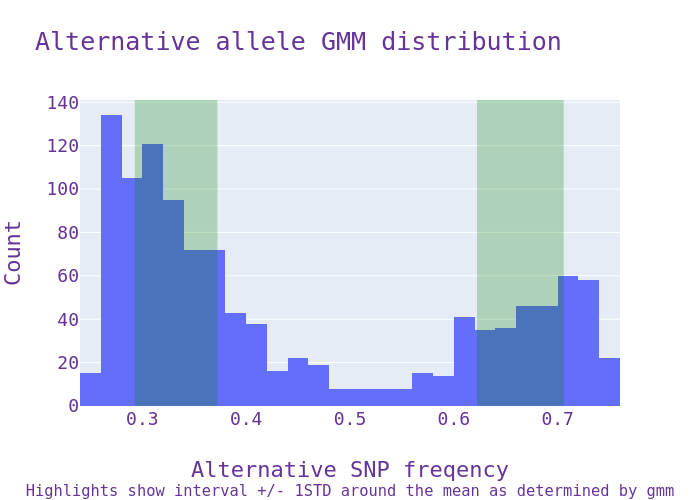 Alternative allele GMM distribution
Count
140
120
100
80
60
40
20
0
0.3 0.4 0.5 0.6 0.7
Alternative SNP freqency
Highlights show interval +/- 1STD around the mean as determined by gmm